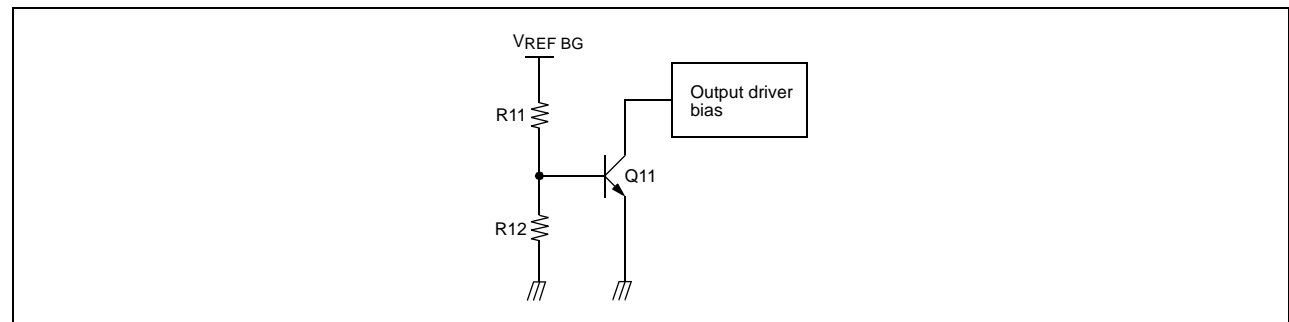 VREF BG
Output driver
bias
R11
Q11
R12